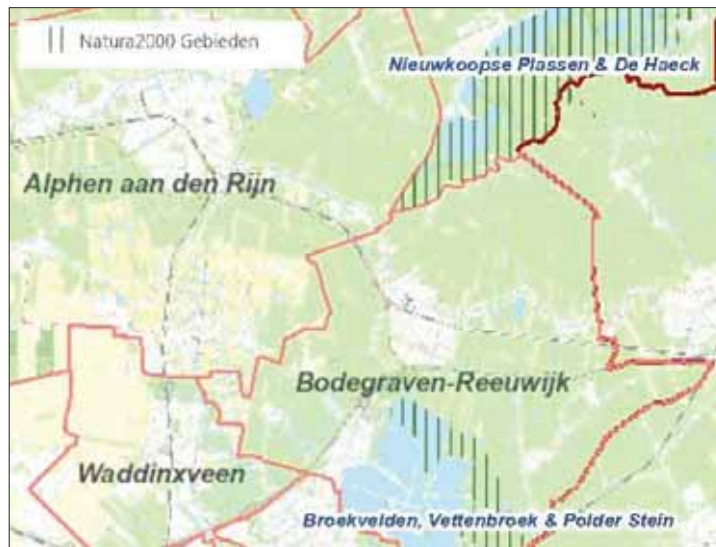 Natura2000 Gebieden
Nieuwkoopse Plassen & De Haeck
Alphen aan den Rijn
Bodegraven-Reeuwijk
Waddinxveen
Broekvelden, Vettenbroek & Polder Stein